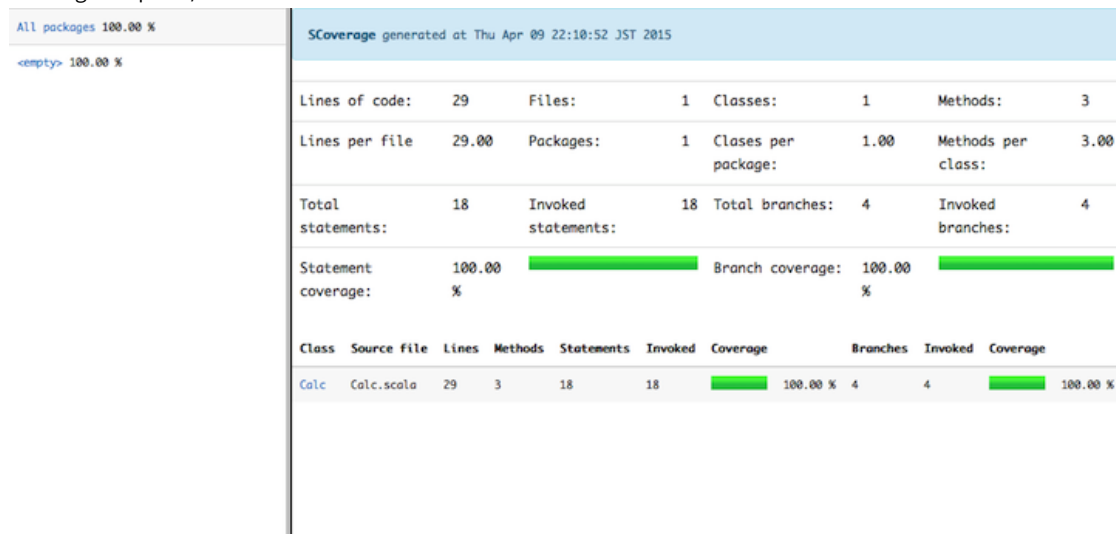 All packages 100.00 %
<empty> 100.00 %
SCoverage generated at Thu Apr 09 22:10:52 JST 2015
Lines of code: 29 Files: 1 Classes: 1 Methods: 3
Lines per file 29.00 Packages: 1 Clases per package: 1.00 Methods per class: 3.00
Total statements: 18 Invoked statements: 18 Total branches: 4 Invoked branches: 4
Statement coverage: 100.00 % Branch coverage: 100.00 %
Class Source file Lines Methods Statements Invoked Coverage Branches Invoked Coverage
Calc Calc.scala 29 3 18 18 100.00 % 4 4 100.00 %